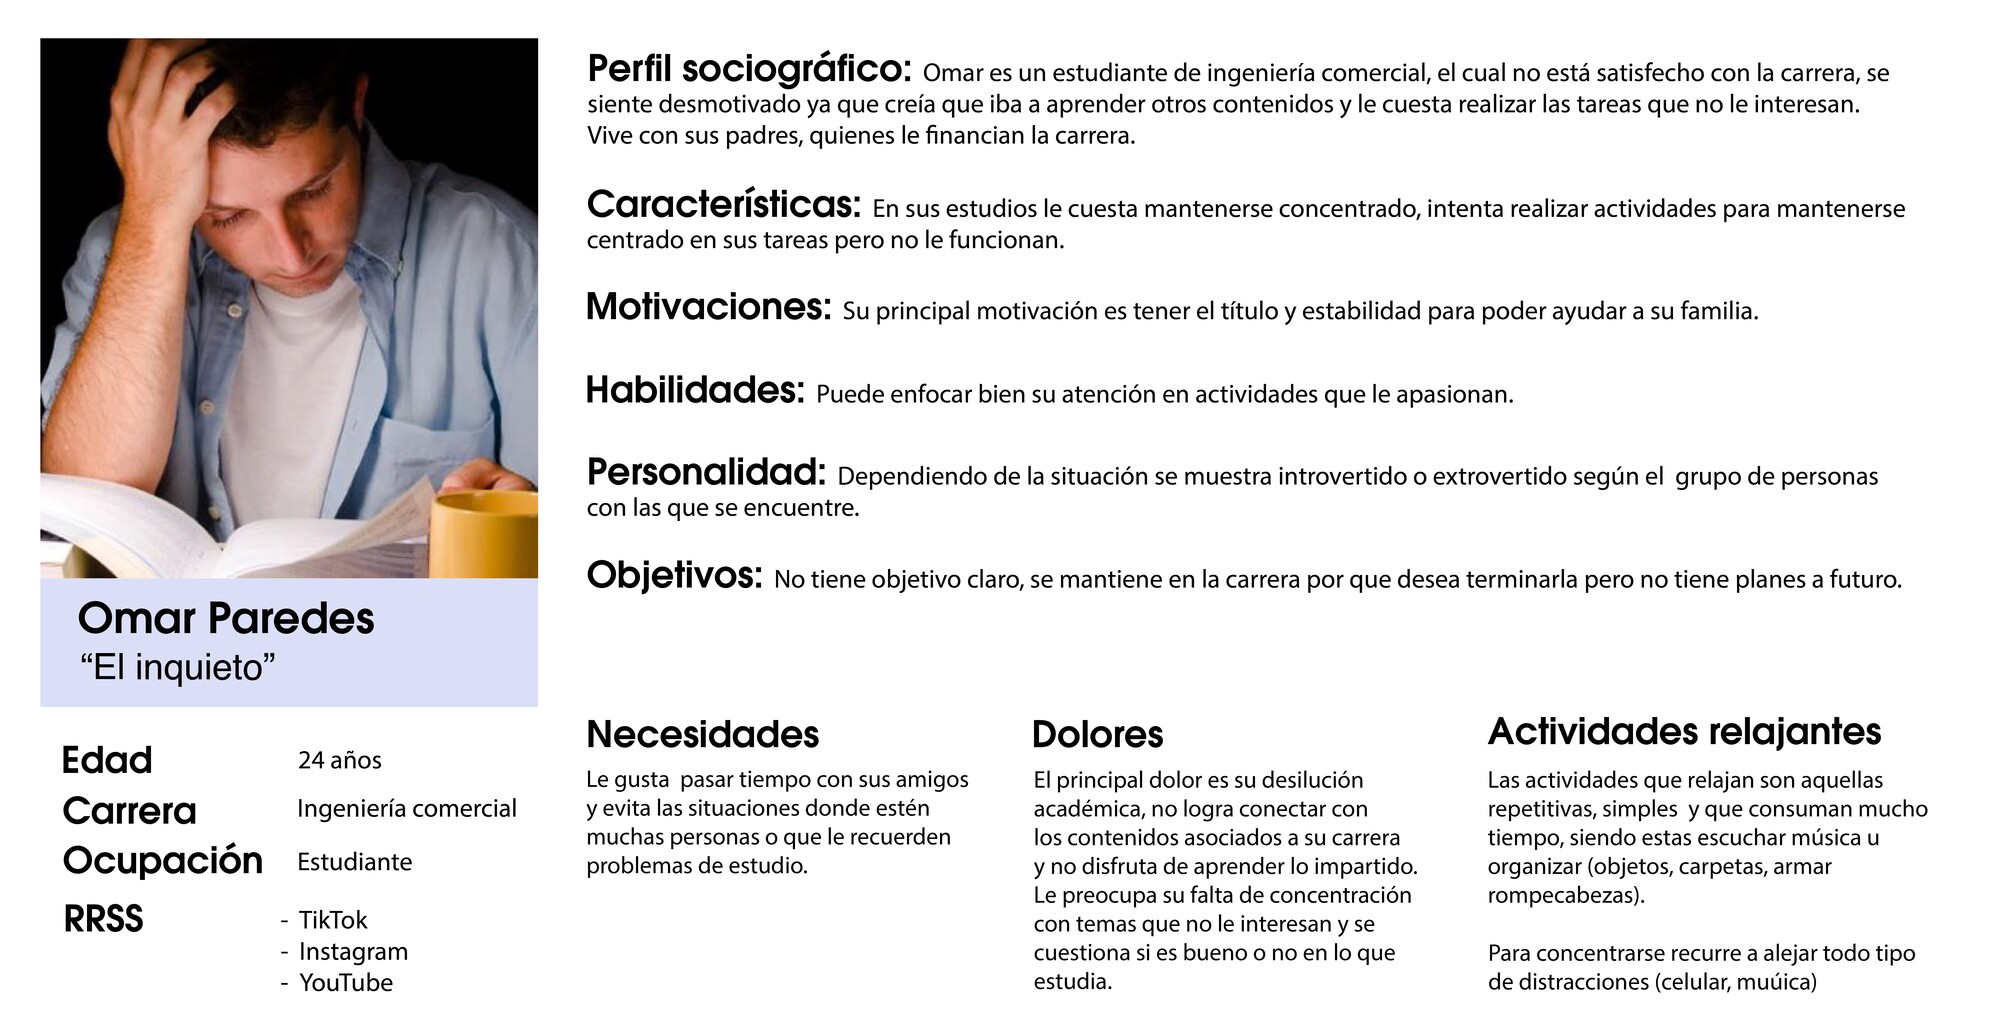 Perfil sociográfico: Omar es un estudiante de ingeniería comercial, el cual no está satisfecho con la carrera, se
siente desmotivado ya que creía que iba a aprender otros contenidos y le cuesta realizar las tareas que no le interesan.
Vive con sus padres, quienes le financian la carrera.
Características: En sus estudios le cuesta mantenerse concentrado, intenta realizar actividades para mantenerse
centrado en sus tareas pero no le funcionan.
Motivaciones: Su principal motivación es tener el título y estabilidad para poder ayudar a su familia.
Habilidades: Puede enfocar bien su atención en actividades que le apasionan.
Personalidad: Dependiendo de la situación se muestra introvertido o extrovertido según el  grupo de personas
con las que se encuentre.
Objetivos: No tiene objetivo claro, se mantiene en la carrera por que desea terminarla pero no tiene planes a futuro.
Omar Paredes
“El inquieto”
Edad 24 años
Carrera Ingeniería comercial
Ocupación Estudiante
RRSS - TikTok
- Instagram
- YouTube
Necesidades
Le gusta  pasar tiempo con sus amigos
y evita las situaciones donde estén
muchas personas o que le recuerden
problemas de estudio.
Dolores
El principal dolor es su desilución
académica, no logra conectar con
los contenidos asociados a su carrera
y no disfruta de aprender lo impartido.
Le preocupa su falta de concentración
con temas que no le interesan y se
cuestiona si es bueno o no en lo que
estudia.
Actividades relajantes
Las actividades que relajan son aquellas
repetitivas, simples  y que consuman mucho
tiempo, siendo estas escuchar música u
organizar (objetos, carpetas, armar
rompecabezas).
Para concentrarse recurre a alejar todo tipo
de distracciones (celular, muúica)